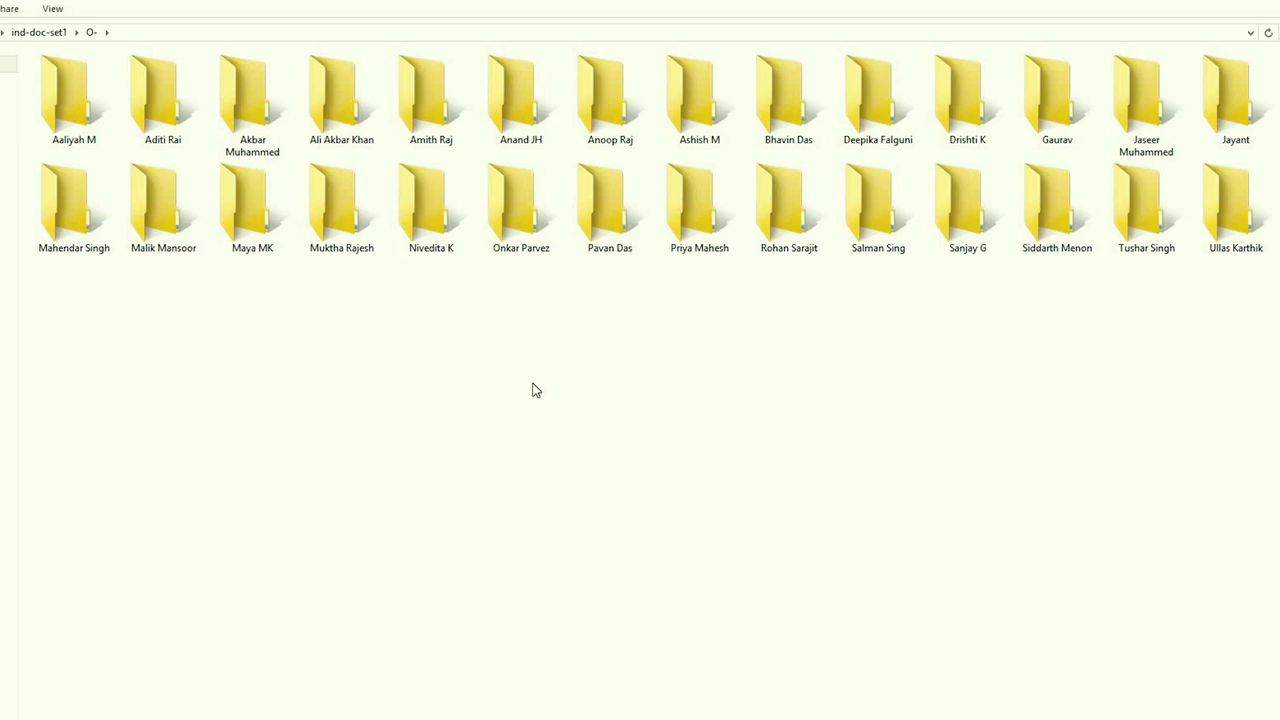 hare View
ind-doc-set1 O-
Aaliyah M Aditi Rai Akbar Muhammed Ali Akbar Khan Amith Raj Anand JH Anoop Raj Ashish M Bhavin Das Deepika Falguni Drishti K Gaurav Jaseer Muhammed Jayant
Mahendar Singh Malik Mansoor Maya MK Muktha Rajesh Nivedita K Onkar Parvez Pavan Das Priya Mahesh Rohan Sarajit Salman Sing Sanjay G Siddarth Menon Tushar Singh Ullas Karthik